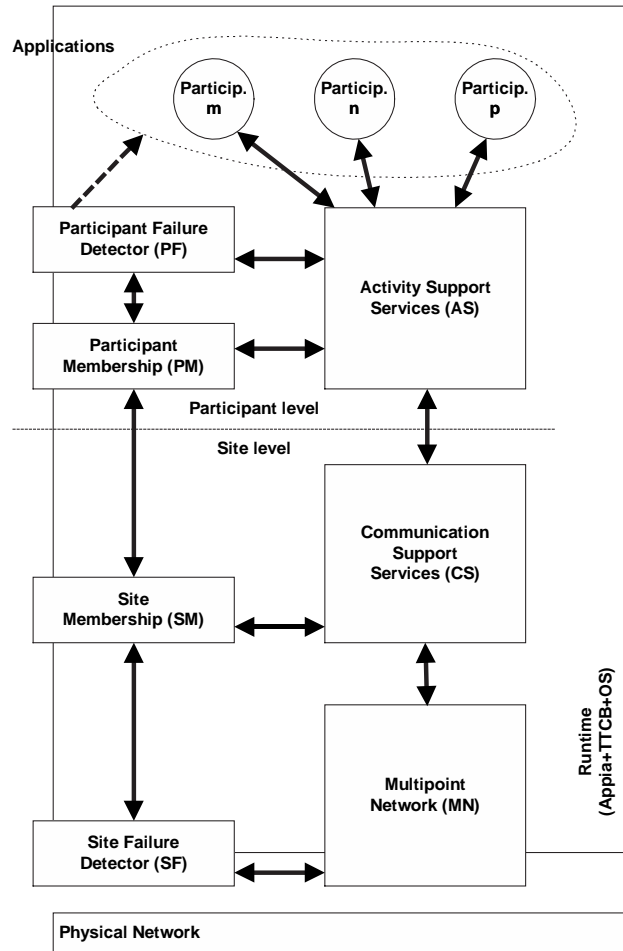 Applications
Particip.
m
Particip.
n
Particip.
p
Participant Failure
Detector (PF)
Activity Support
Services (AS)
Participant
Membership (PM)
Participant level
Site level
Communication
Support
Services (CS)
Site
Membership (SM)
Runtime
(Appia+TTCB+OS)
Multipoint
Network (MN)
Site Failure
Detector (SF)
Physical Network